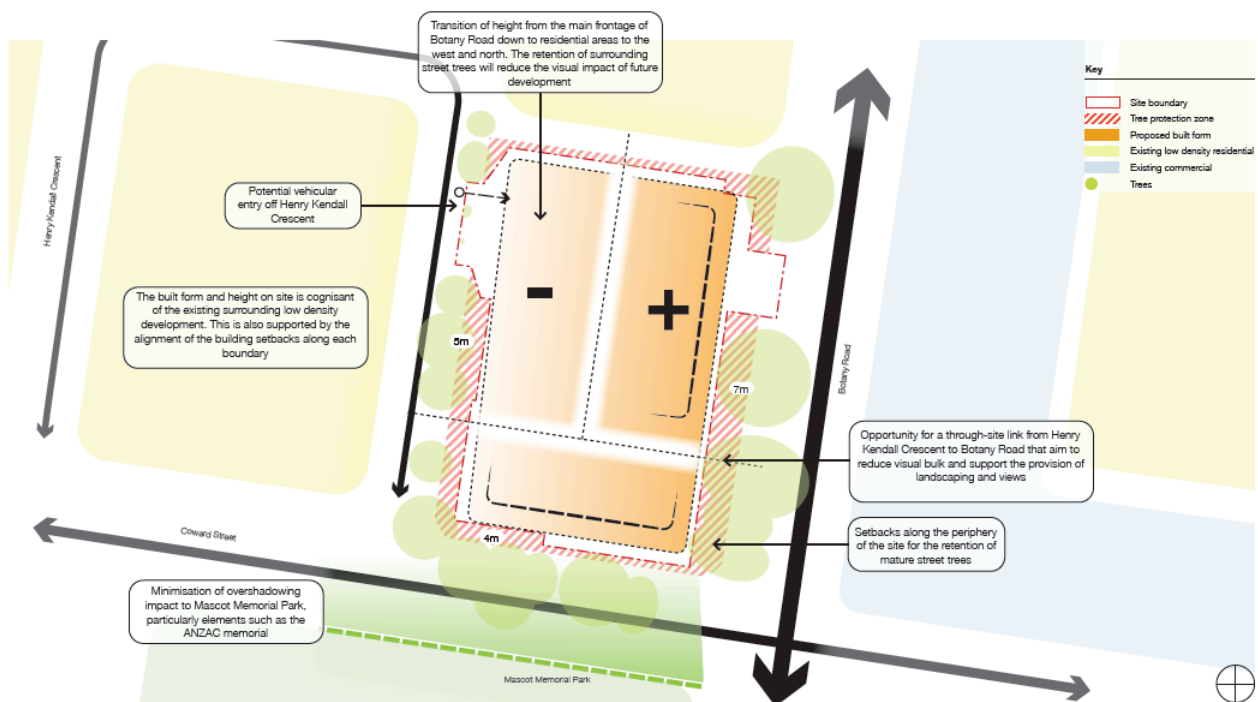 Transition of height from the main frontage of
Botany Road down to residential areas to the
west and north. The retention of surrounding
street trees will reduce the visual impact of future
development
Key
Site boundary
Tree protection zone
Proposed built form
Existing low density residential
Existing commercial
Trees
Henry Kendall Crescent
Potential vehicular
entry off Henry Kendall
Crescent
The built form and height on site is cognisant
of the existing surrounding low density
development. This is also supported by the
alignment of the building setbacks along each
boundary
-
+
5m
7m
Botany Road
Opportunity for a through-site link from Henry
Kendall Crescent to Botany Road that aim to
reduce visual bulk and support the provision of
landscaping and views
Setbacks along the periphery
of the site for the retention of
mature street trees
4m
Coward Street
Minimisation of overshadowing
impact to Mascot Memorial Park,
particularly elements such as the
ANZAC memorial
Mascot Memorial Park